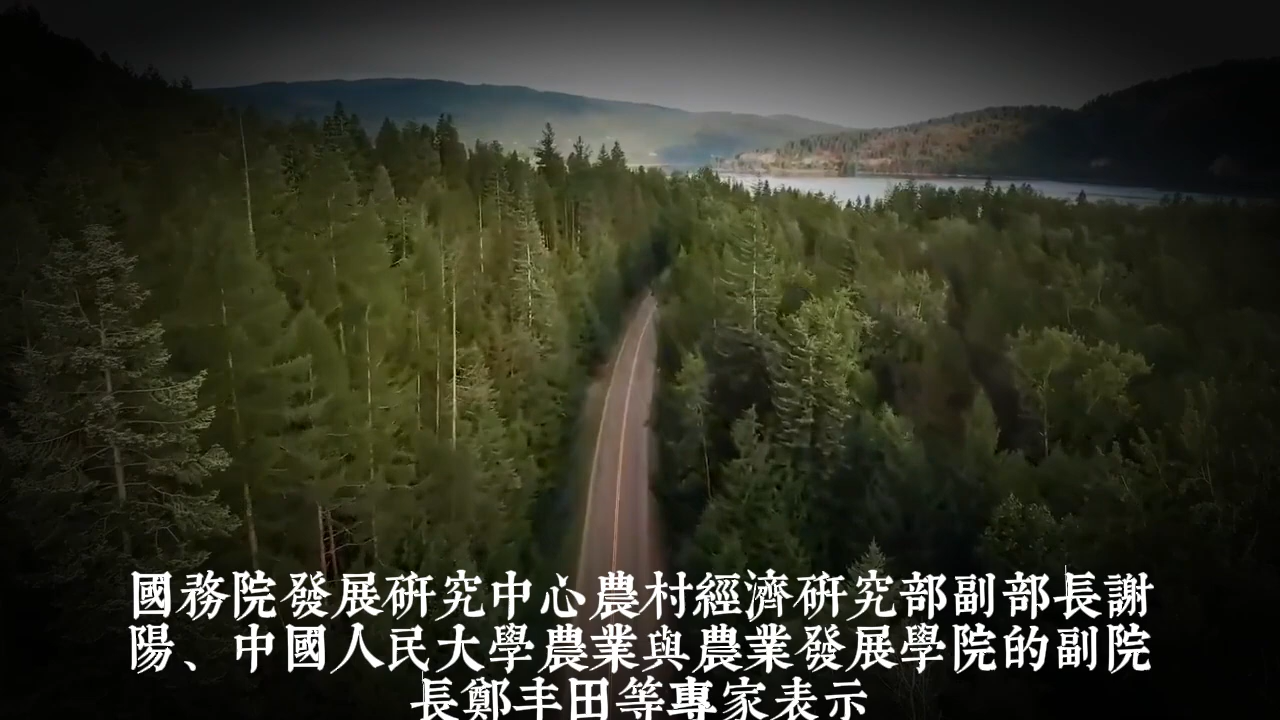 國務院發展研究中心農村經濟研究部副部長謝
陽、中國人民大學農業與農業發展學院的副院
長鄭丰田等專家表示